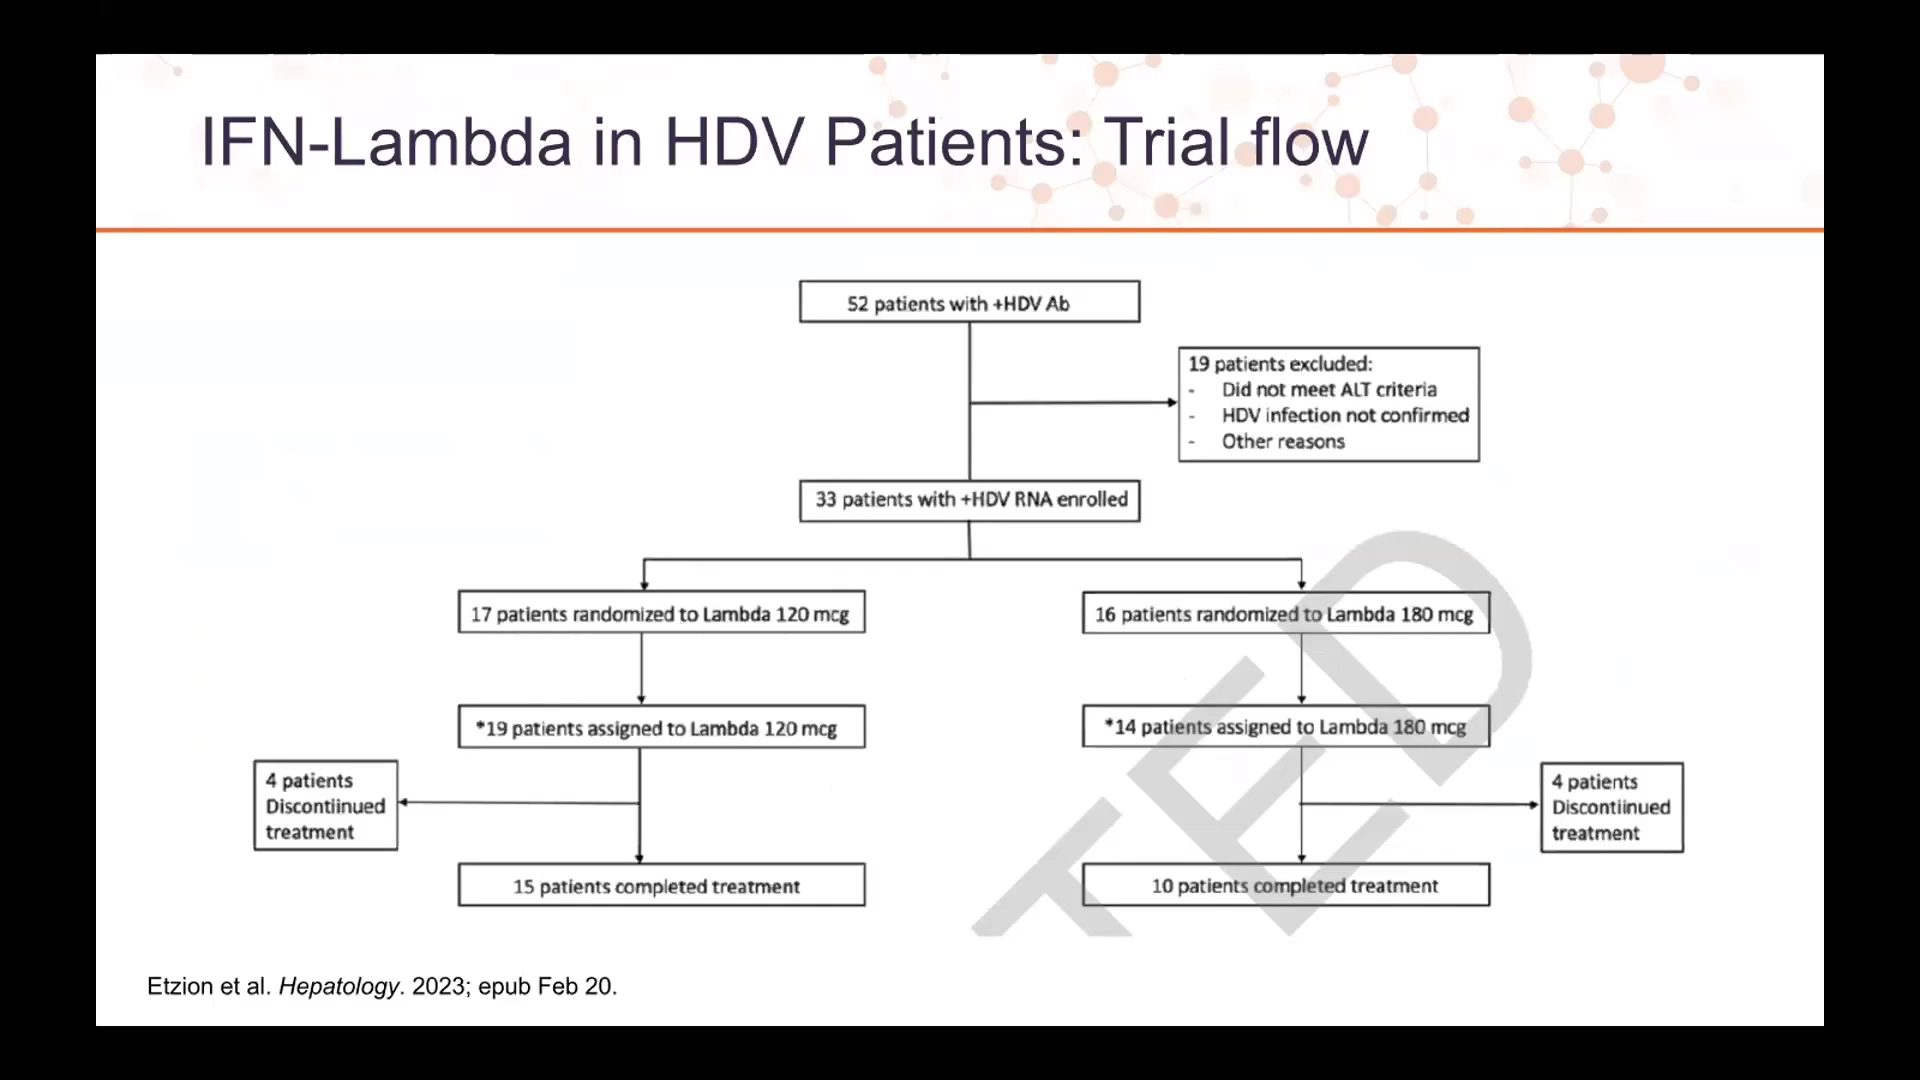 IFN-Lambda in HDV Patients: Trial flow
52 patients with +HDV Ab
19 patients excluded:
- Did not meet ALT criteria
- HDV infection not confirmed
- Other reasons
33 patients with +HDV RNA enrolled
17 patients randomized to Lambda 120 mcg
16 patients randomized to Lambda 180 mcg
*19 patients assigned to Lambda 120 mcg
*14 patients assigned to Lambda 180 mcg
4 patients
Discontiinued
treatment
4 patients
Discontiinued
treatment
15 patients completed treatment
10 patients completed treatment
TED
Etzion et al. Hepatology. 2023; epub Feb 20.